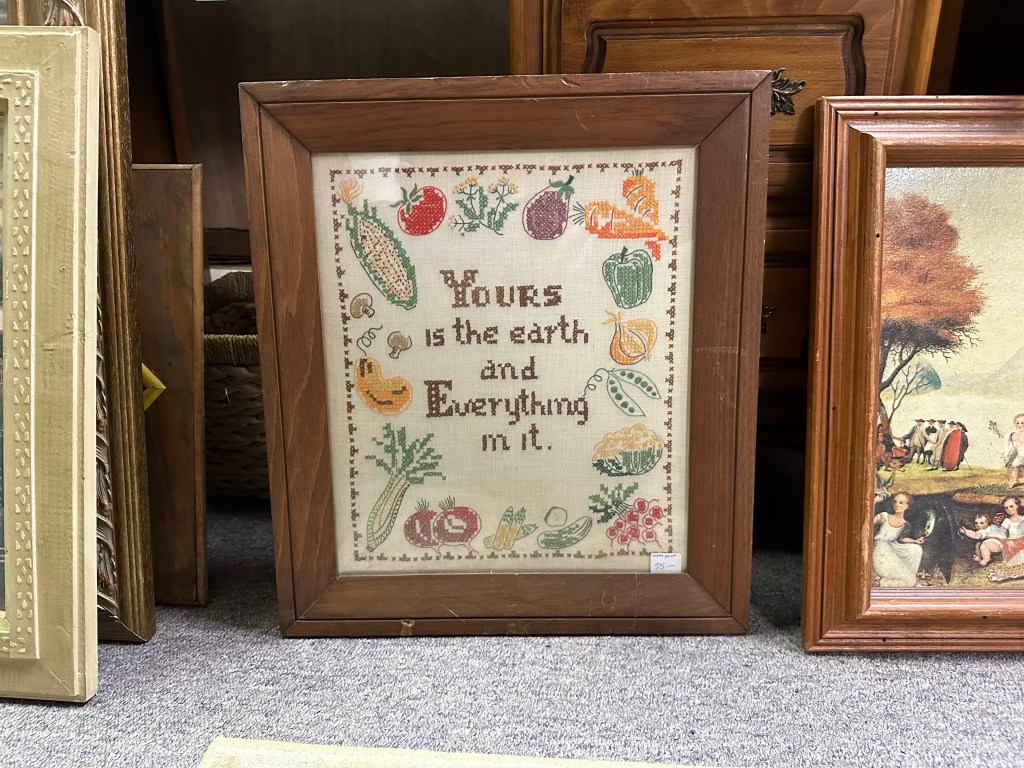 Yours
is the earth
and
Everything
in it.